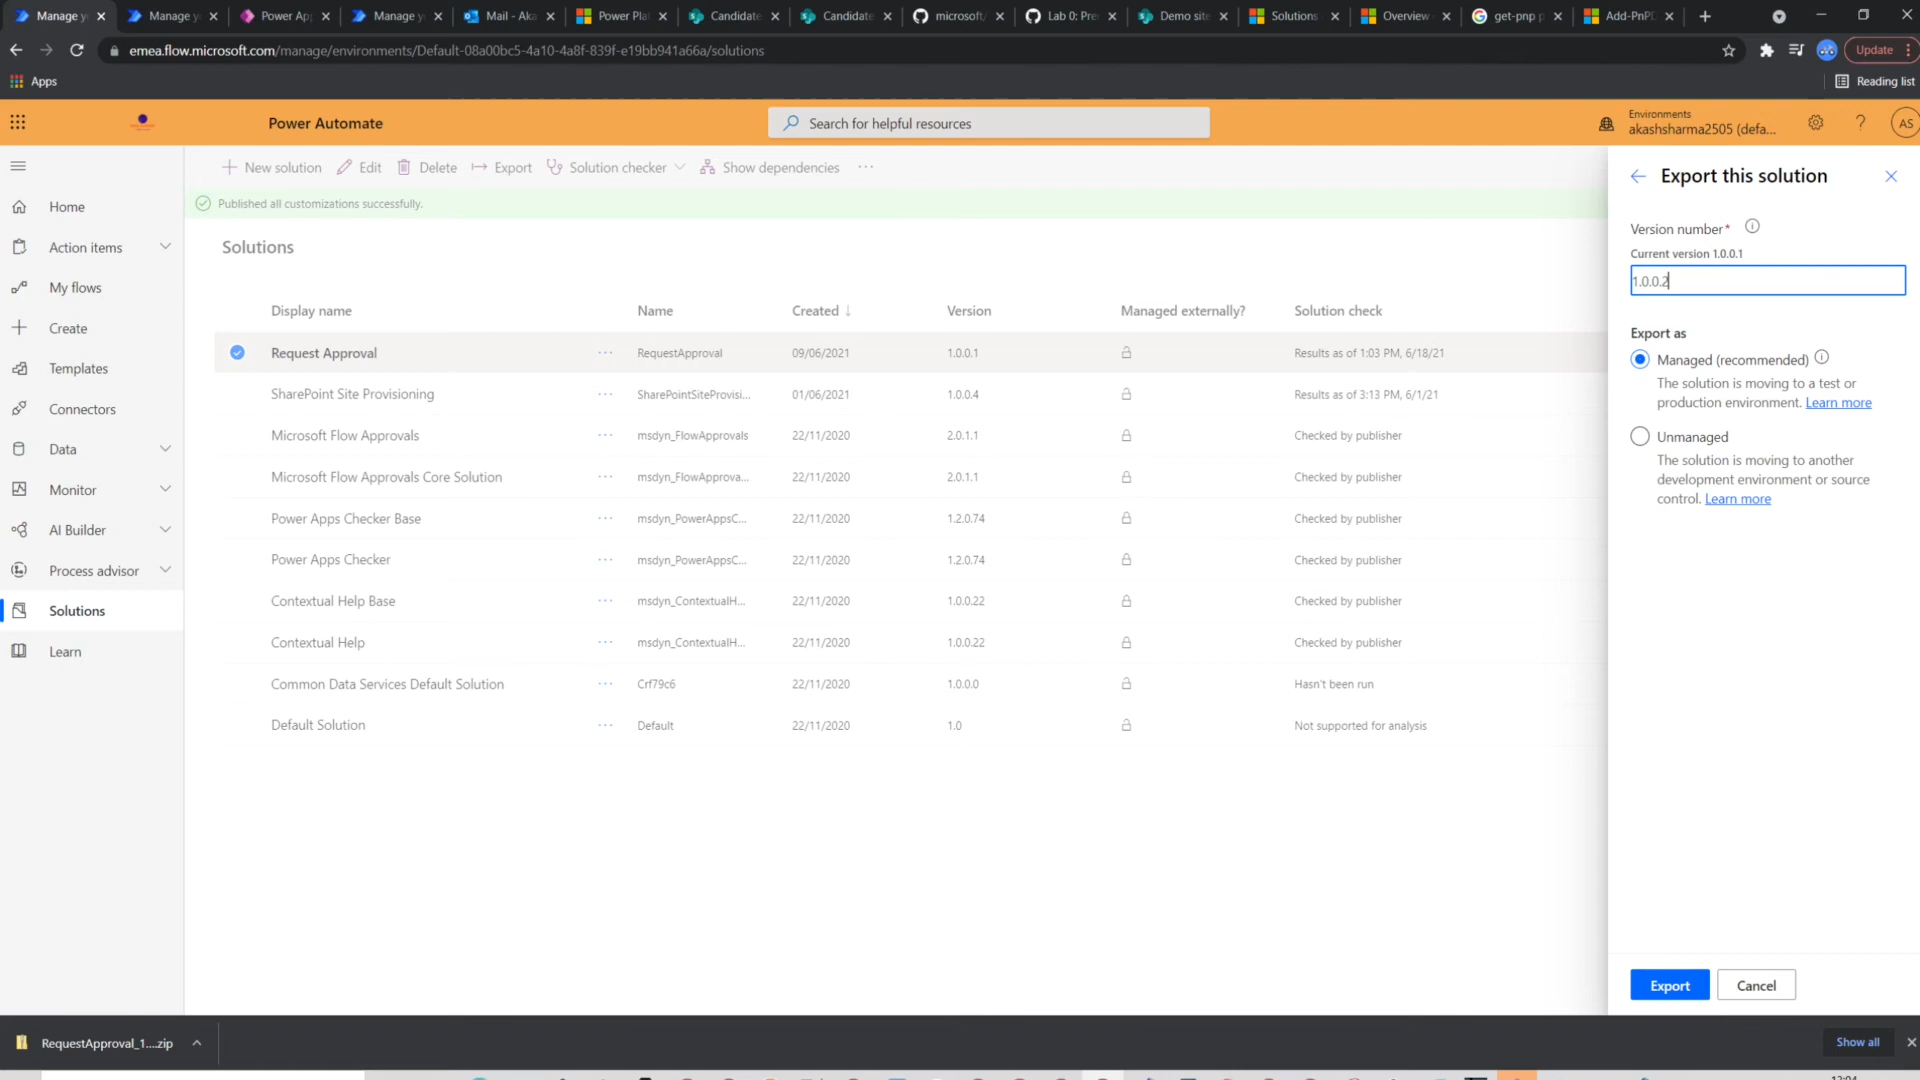 Manage y
Manage y
Power Ap
Manage y
Mail - Aka
Power Pla
Candidate
Candidate
microsoft/
Lab 0: Pre
Demo site
Solutions
Overview
get-pnp p
Add-PnPD
emea.flow.microsoft.com/manage/environments/Default-08a00bc5-4a10-4a8f-839f-e19bb941a66a/solutions
Update
Apps
Reading list
Power Automate
Search for helpful resources
Environments
akashsharma2505 (defa...
?
AS
New solution
Edit
Delete
Export
Solution checker
Show dependencies
...
Published all customizations successfully.
Home
Action items
My flows
Create
Templates
Connectors
Data
Monitor
AI Builder
Process advisor
Solutions
Learn
Solutions
Display name Name Created ↓ Version Managed externally? Solution check
Request Approval ... RequestApproval 09/06/2021 1.0.0.1 Results as of 1:03 PM, 6/18/21
SharePoint Site Provisioning ... SharePointSiteProvisi... 01/06/2021 1.0.0.4 Results as of 3:13 PM, 6/1/21
Microsoft Flow Approvals ... msdyn_FlowApprovals 22/11/2020 2.0.1.1 Checked by publisher
Microsoft Flow Approvals Core Solution ... msdyn_FlowApprova... 22/11/2020 2.0.1.1 Checked by publisher
Power Apps Checker Base ... msdyn_PowerAppsC... 22/11/2020 1.2.0.74 Checked by publisher
Power Apps Checker ... msdyn_PowerAppsC... 22/11/2020 1.2.0.74 Checked by publisher
Contextual Help Base ... msdyn_ContextualH... 22/11/2020 1.0.0.22 Checked by publisher
Contextual Help ... msdyn_ContextualH... 22/11/2020 1.0.0.22 Checked by publisher
Common Data Services Default Solution ... Crf79c6 22/11/2020 1.0.0.0 Hasn't been run
Default Solution ... Default 22/11/2020 1.0 Not supported for analysis
Export this solution
Version number*
Current version 1.0.0.1
1.0.0.2
Export as
Managed (recommended)
The solution is moving to a test or
production environment. Learn more
Unmanaged
The solution is moving to another
development environment or source
control. Learn more
Export
Cancel
RequestApproval_1....zip
Show all